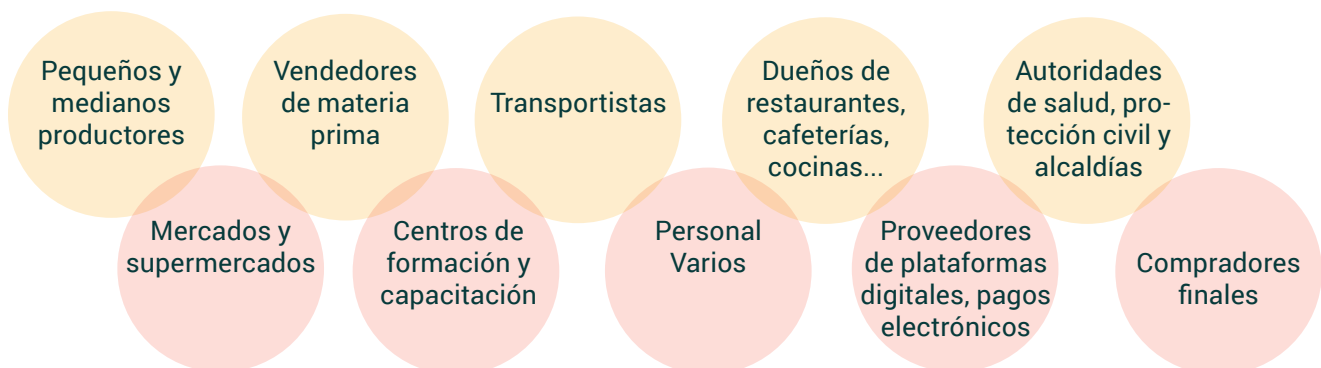 Pequeños y
medianos
productores
Vendedores
de materia
prima
Transportistas
Dueños de
restaurantes,
cafeterías,
cocinas...
Autoridades
de salud, pro-
tección civil y
alcaldías
Mercados y
supermercados
Centros de
formación y
capacitación
Personal
Varios
Proveedores
de plataformas
digitales, pagos
electrónicos
Compradores
finales